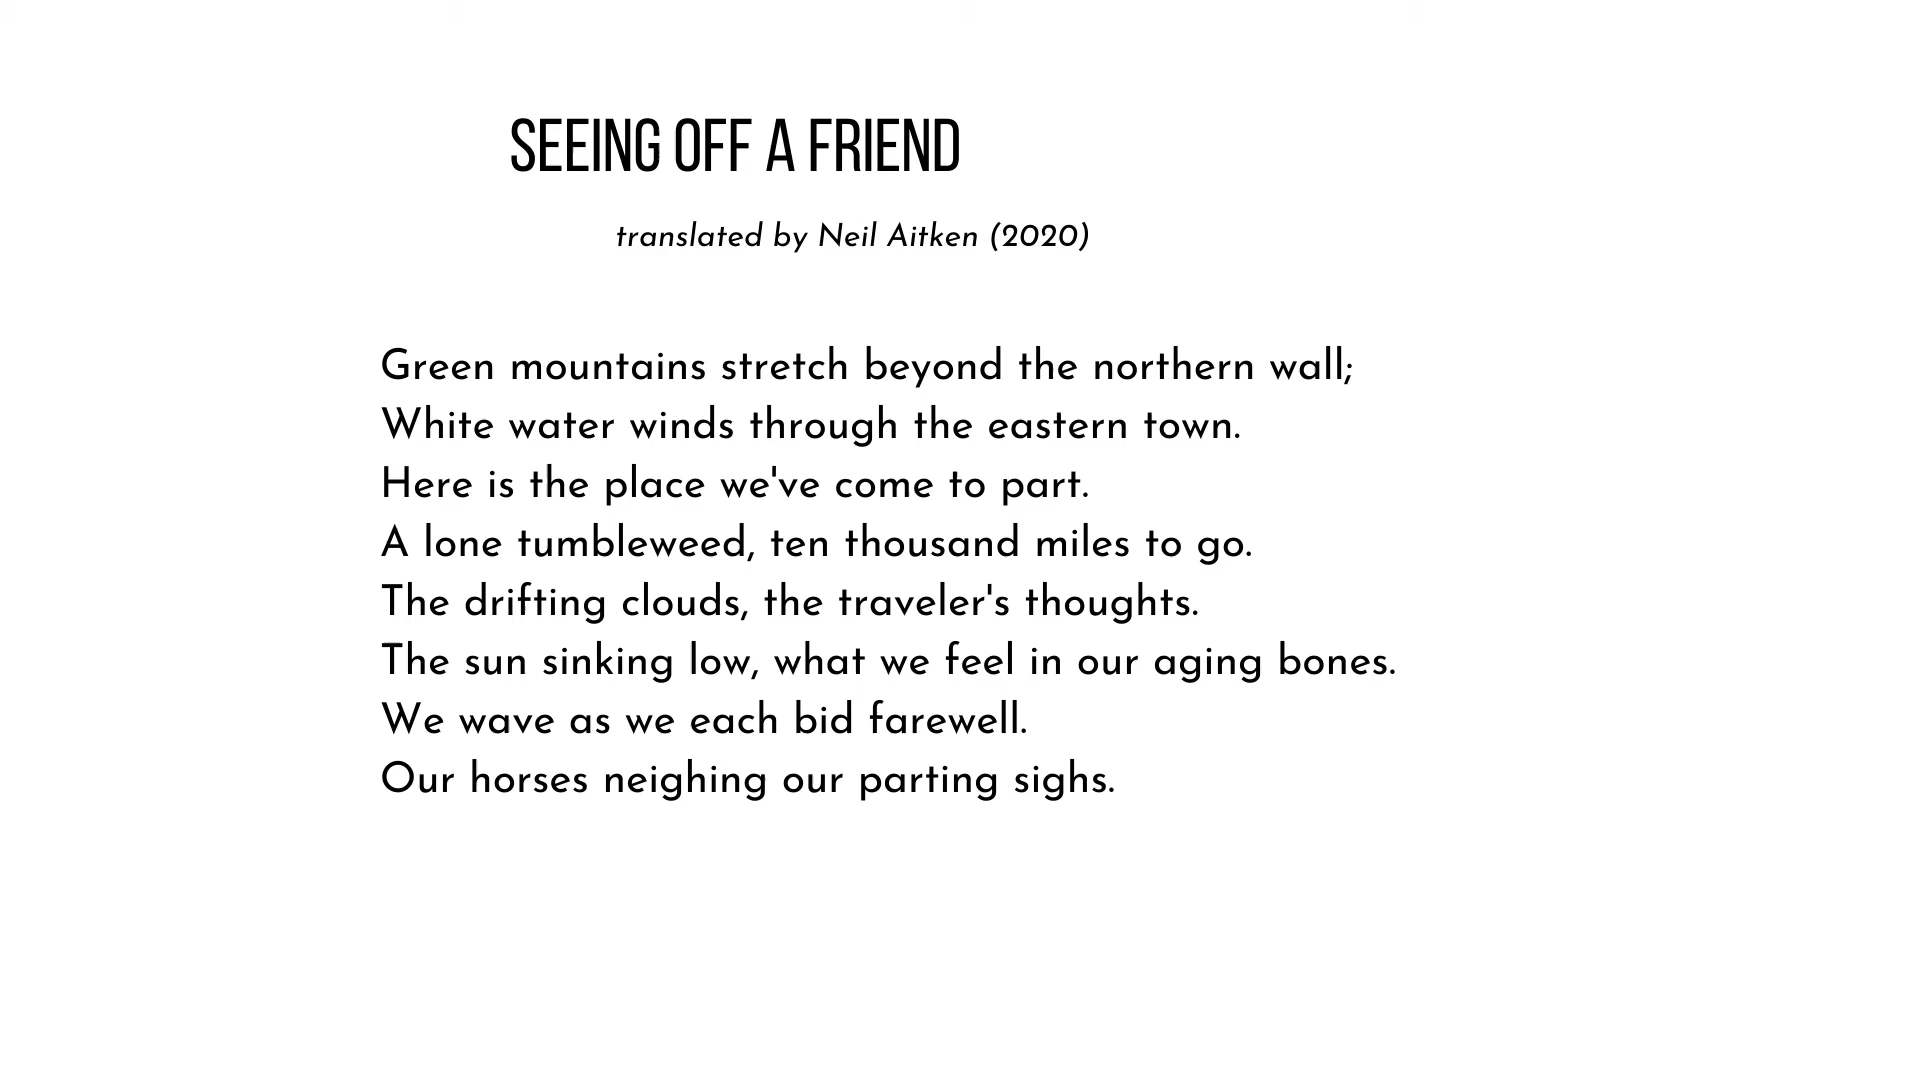 SEEING OFF A FRIEND
translated by Neil Aitken (2020)
Green mountains stretch beyond the northern wall;
White water winds through the eastern town.
Here is the place we've come to part.
A lone tumbleweed, ten thousand miles to go.
The drifting clouds, the traveler's thoughts.
The sun sinking low, what we feel in our aging bones.
We wave as we each bid farewell.
Our horses neighing our parting sighs.